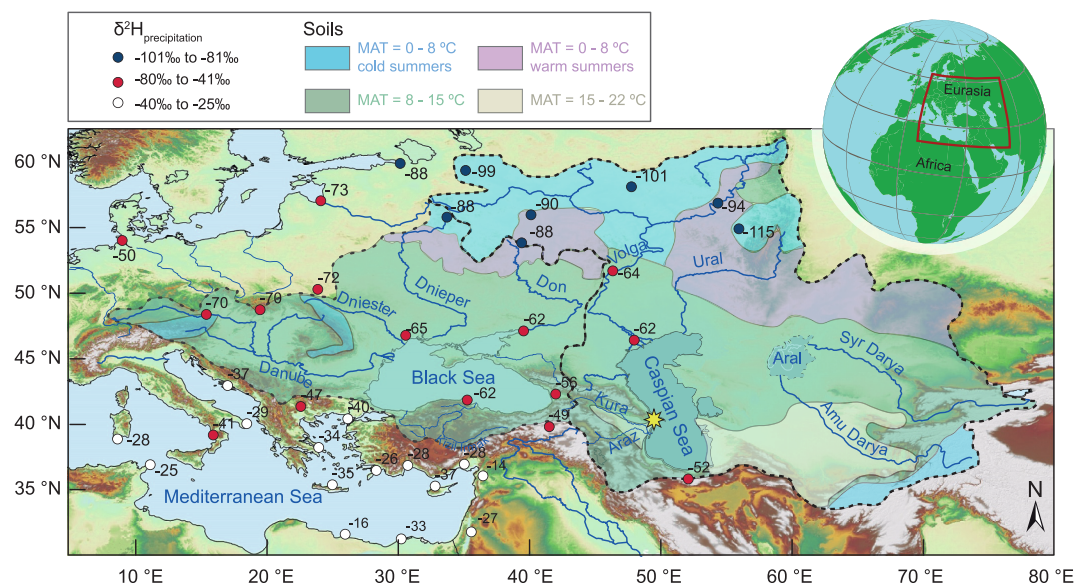 δ²Hprecipitation
-101‰ to -81‰
-80‰ to -41‰
-40‰ to -25‰
Soils
MAT = 0 - 8 ºC
cold summers
MAT = 0 - 8 ºC
warm summers
MAT = 8 - 15 ºC
MAT = 15 - 22 ºC
Eurasia
Africa
60 °N
55 °N
50 °N
45 °N
40 °N
35 °N
-88
-99
-101
-73
-88
-90
-94
-88
-115
-50
Volga
-64
Ural
-72
Dnieper
Don
-70
-79
Dniester
-65
-62
-62
Syr Darya
Aral
Danube
-37
Black Sea
-62
-56
Caspian Sea
-47
-40
-49
Kura
Amu Darya
-29
-41
-28
-34
Araz
-25
-35
-26
-28
-37
-28
-14
-52
Mediterranean Sea
-16
-33
-27
N
10 °E
20 °E
30 °E
40 °E
50 °E
60 °E
70 °E
80 °E